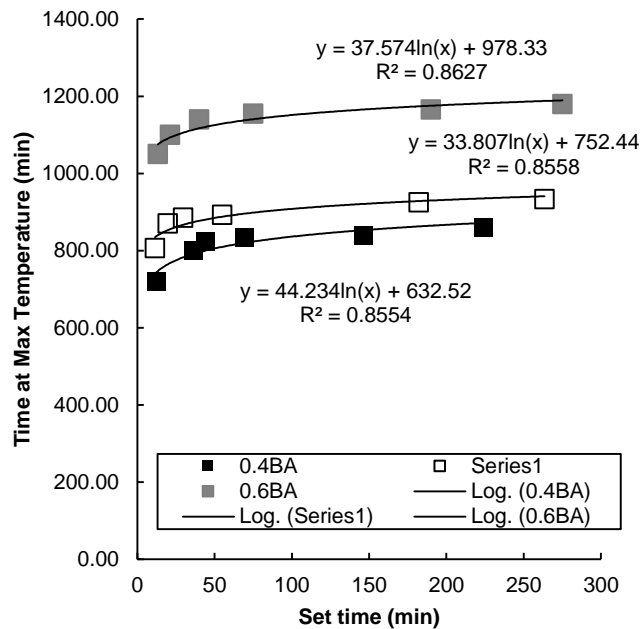 1400.00
1200.00
1000.00
800.00
600.00
400.00
200.00
0.00
Time at Max Temperature (min)
y = 37.574ln(x) + 978.33
R² = 0.8627
y = 33.807ln(x) + 752.44
R² = 0.8558
y = 44.234ln(x) + 632.52
R² = 0.8554
0.4BA Series1
0.6BA Log. (0.4BA)
Log. (Series1) Log. (0.6BA)
0 50 100 150 200 250 300
Set time (min)